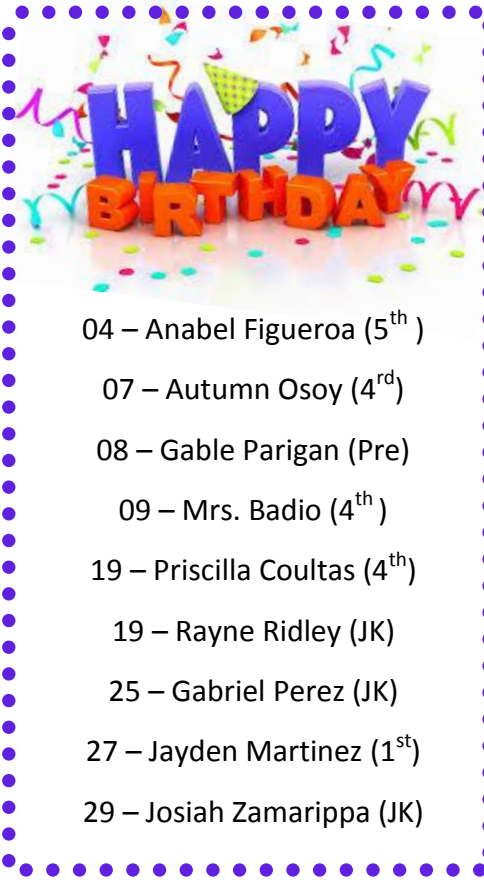 HAPPY
BIRTHDAY
04 – Anabel Figueroa (5th )
07 – Autumn Osoy (4rd)
08 – Gable Parigan (Pre)
09 – Mrs. Badio (4th )
19 – Priscilla Coultas (4th)
19 – Rayne Ridley (JK)
25 – Gabriel Perez (JK)
27 – Jayden Martinez (1st)
29 – Josiah Zamarippa (JK)